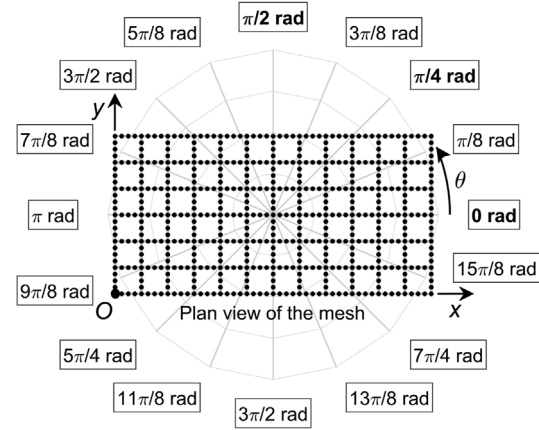 π/2 rad
5π/8 rad
3π/8 rad
3π/2 rad
π/4 rad
y
7π/8 rad
π/8 rad
θ
π rad
0 rad
15π/8 rad
9π/8 rad
O
Plan view of the mesh
x
5π/4 rad
7π/4 rad
11π/8 rad
13π/8 rad
3π/2 rad